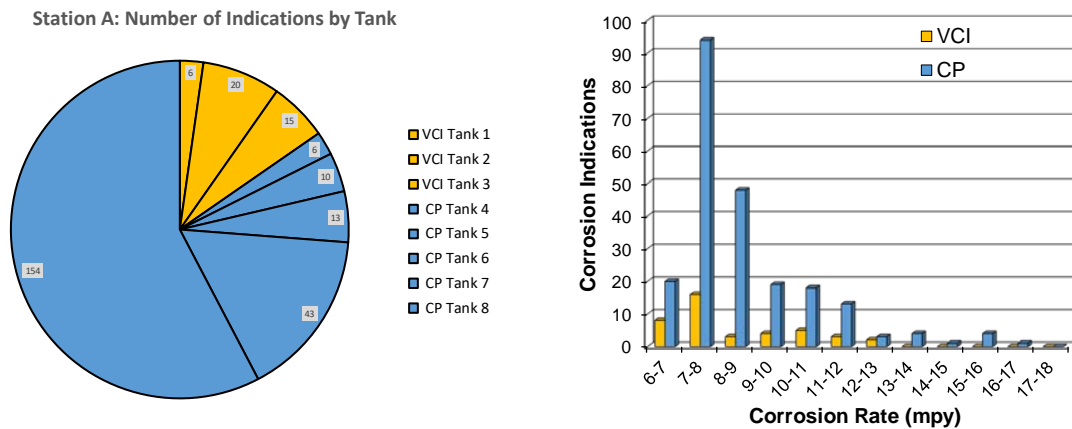 Station A: Number of Indications by Tank
6
20
15
6
10
13
43
154
VCI Tank 1
VCI Tank 2
VCI Tank 3
CP Tank 4
CP Tank 5
CP Tank 6
CP Tank 7
CP Tank 8
VCI
CP
Corrosion Indications
100
90
80
70
60
50
40
30
20
10
0
6-7
7-8
8-9
9-10
10-11
11-12
12-13
13-14
14-15
15-16
16-17
17-18
Corrosion Rate (mpy)